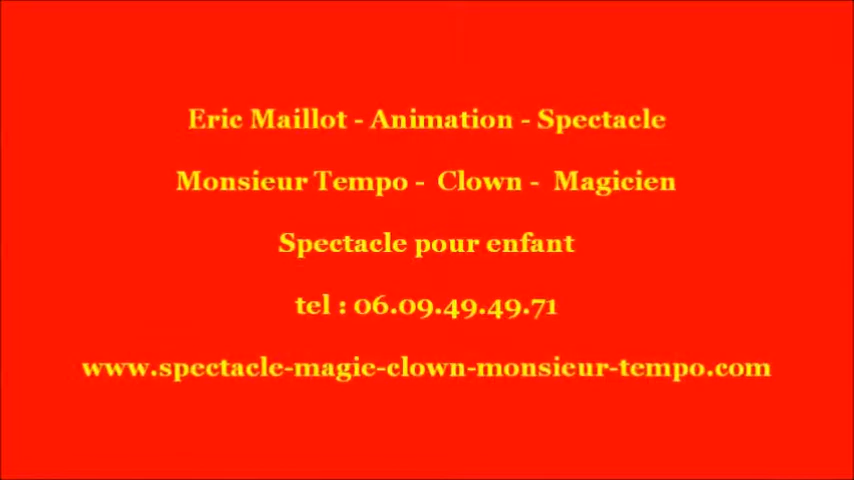 Eric Maillot - Animation - Spectacle
Monsieur Tempo - Clown - Magicien
Spectacle pour enfant
tel : 06.09.49.49.71
www.spectacle-magie-clown-monsieur-tempo.com